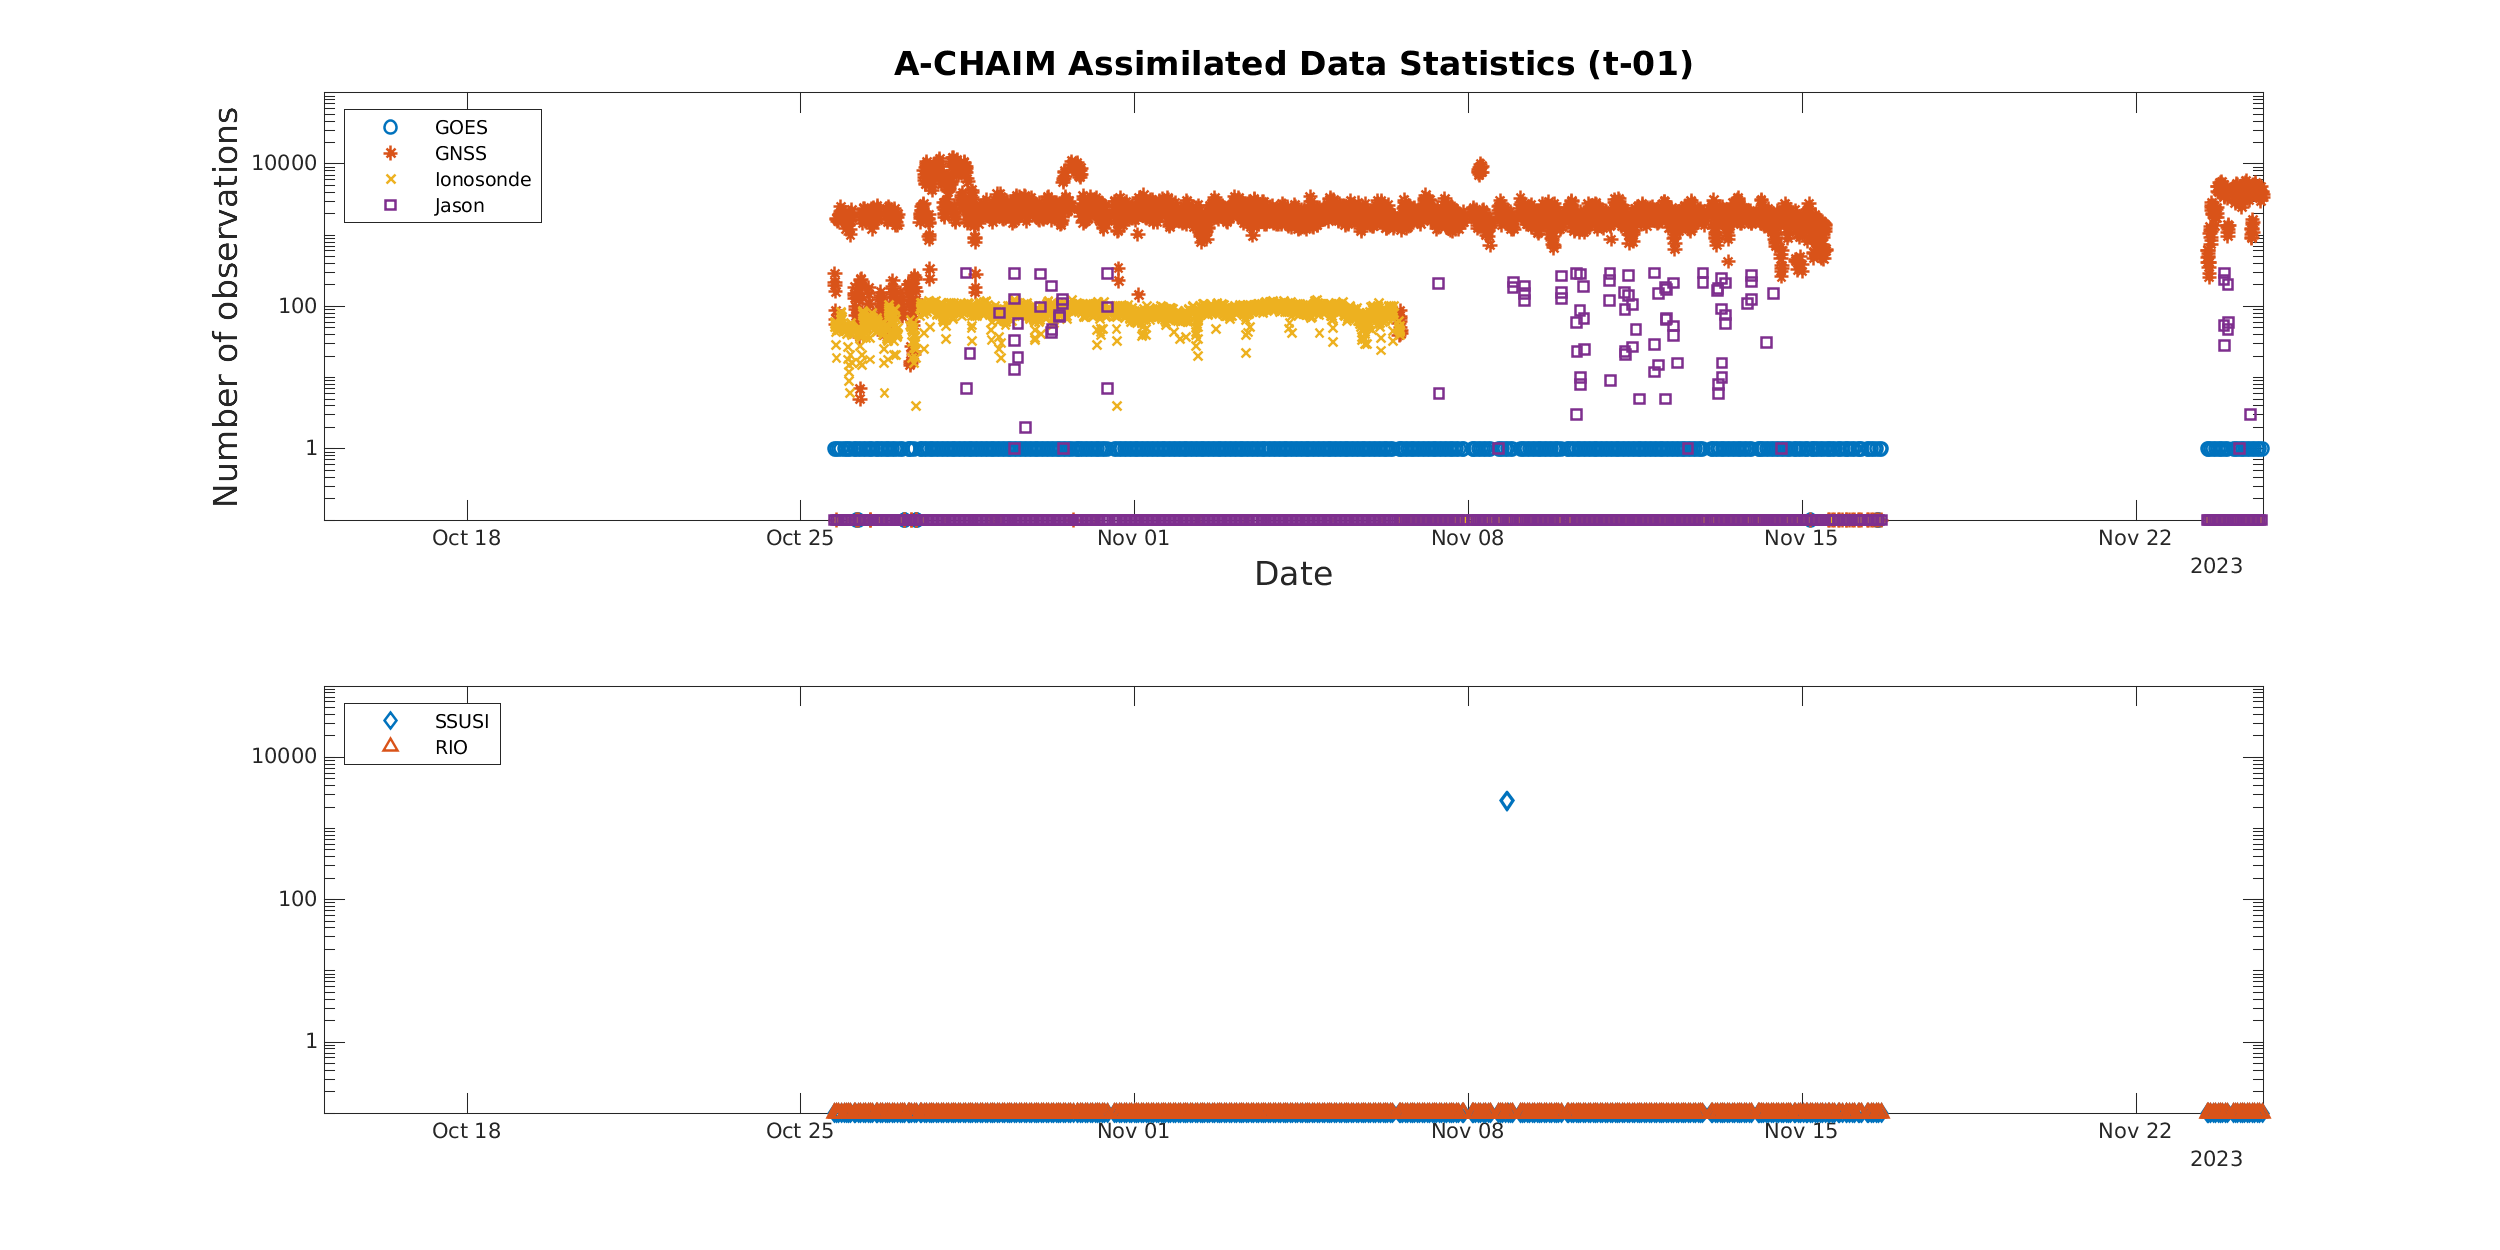 A-CHAIM Assimilated Data Statistics (t-01)
GOES
GNSS
Ionosonde
Jason
Number of observations
10000
100
1
Oct 18
Oct 25
Nov 01
Nov 08
Nov 15
Nov 22
2023
Date
SSUSI
RIO
10000
100
1
Oct 18
Oct 25
Nov 01
Nov 08
Nov 15
Nov 22
2023